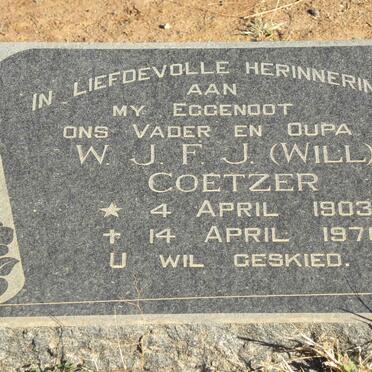 IN LIEFDEVOLLE HERINNERIN
AAN
MY EGGENOOT
ONS VADER EN OUPA
W. J. F. J. (WILL)
COETZER
★ 4 APRIL 1903
✝ 14 APRIL 1971
U WIL GESKIED.